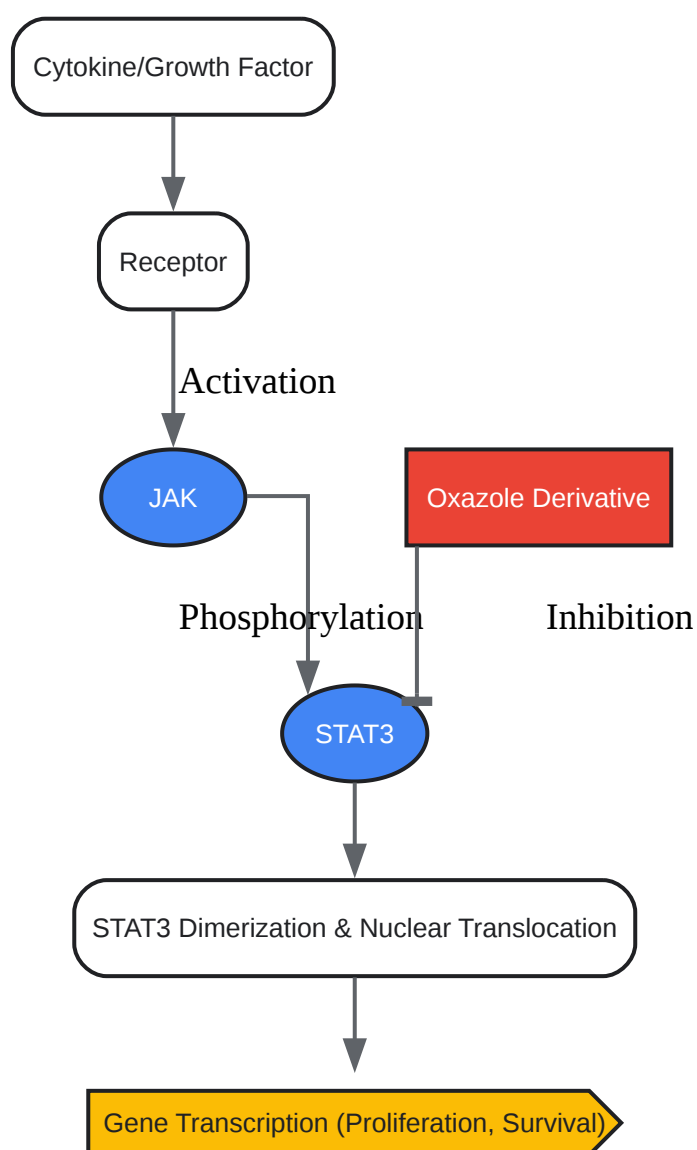 Cytokine/Growth Factor
Receptor
Activation
JAK
Oxazole Derivative
Phosphorylation
Inhibition
STAT3
STAT3 Dimerization & Nuclear Translocation
Gene Transcription (Proliferation, Survival)